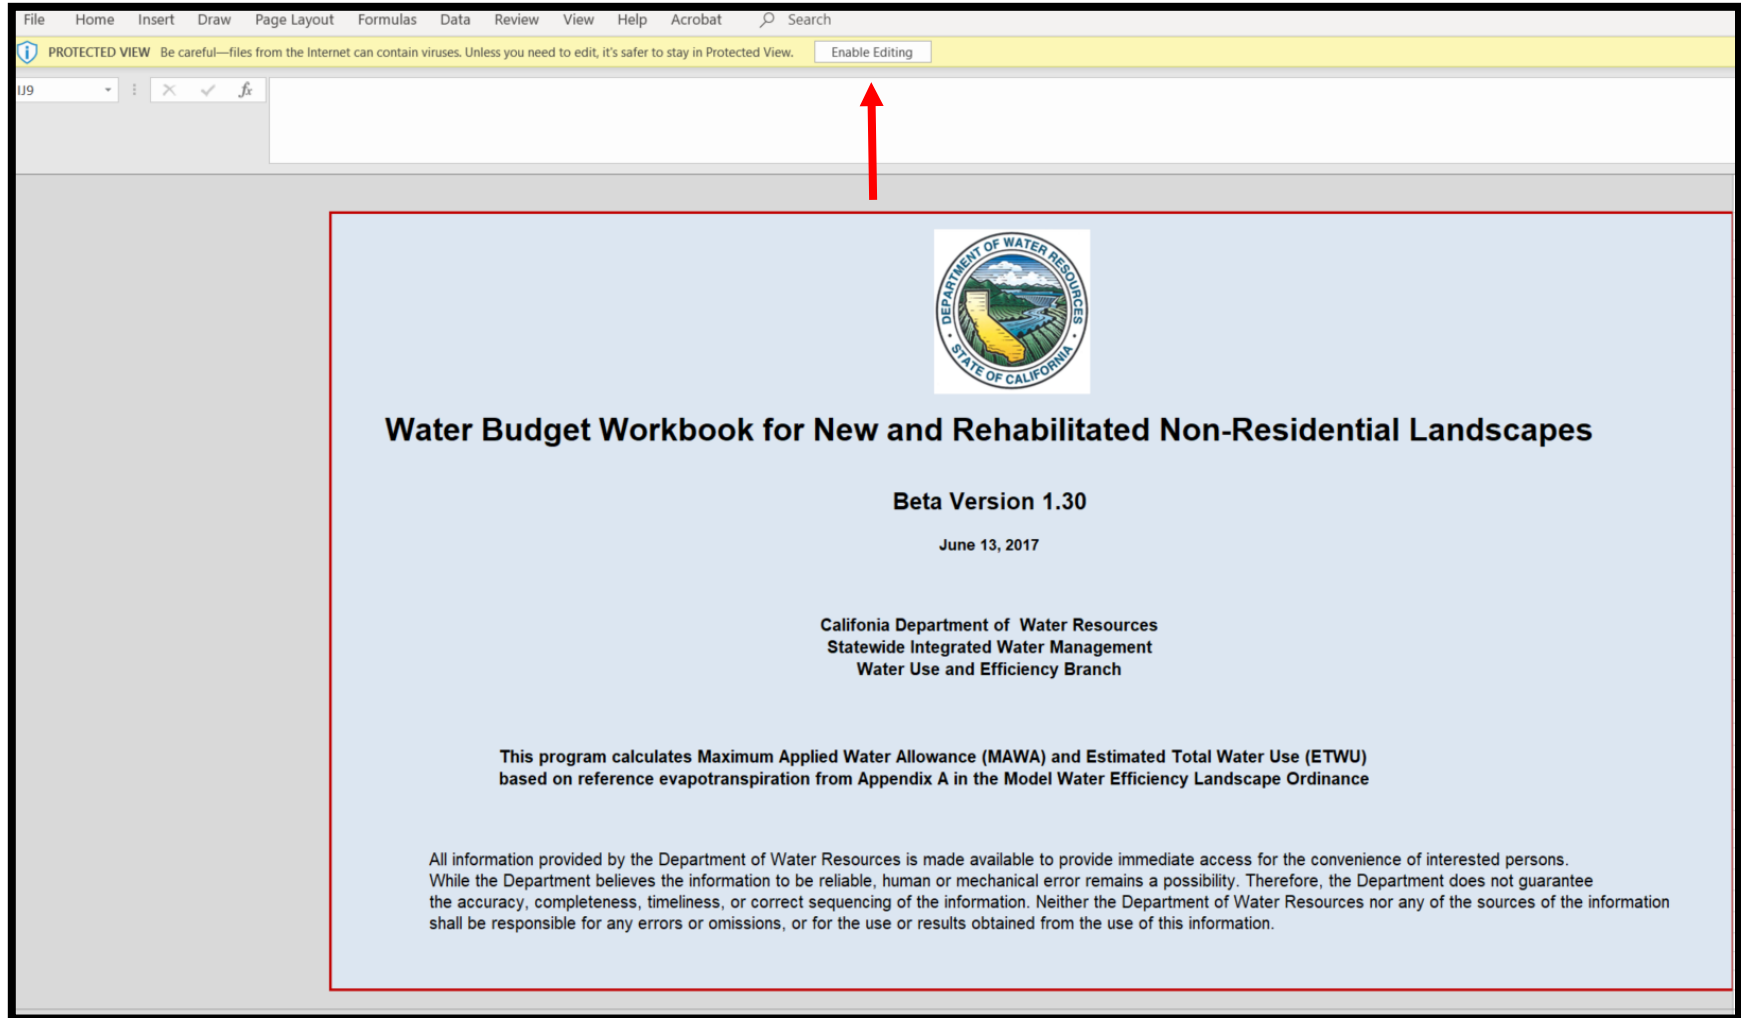 File Home Insert Draw Page Layout Formulas Data Review View Help Acrobat Search
PROTECTED VIEW Be careful—files from the Internet can contain viruses. Unless you need to edit, it's safer to stay in Protected View. Enable Editing
IJ9 fx
DEPARTMENT OF WATER RESOURCES
STATE OF CALIFORNIA
Water Budget Workbook for New and Rehabilitated Non-Residential Landscapes
Beta Version 1.30
June 13, 2017
Califonia Department of Water Resources
Statewide Integrated Water Management
Water Use and Efficiency Branch
This program calculates Maximum Applied Water Allowance (MAWA) and Estimated Total Water Use (ETWU)
based on reference evapotranspiration from Appendix A in the Model Water Efficiency Landscape Ordinance
All information provided by the Department of Water Resources is made available to provide immediate access for the convenience of interested persons.
While the Department believes the information to be reliable, human or mechanical error remains a possibility. Therefore, the Department does not guarantee
the accuracy, completeness, timeliness, or correct sequencing of the information. Neither the Department of Water Resources nor any of the sources of the information
shall be responsible for any errors or omissions, or for the use or results obtained from the use of this information.